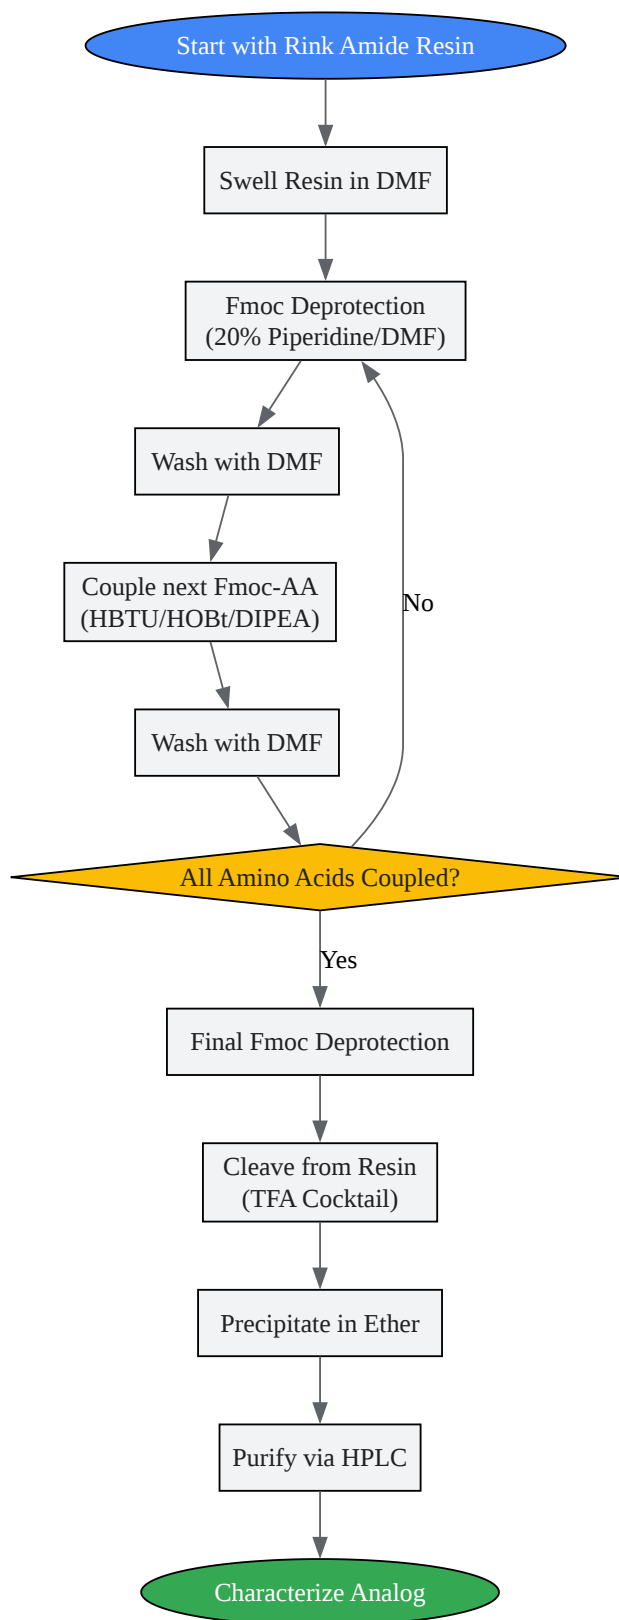 Start with Rink Amide Resin
Swell Resin in DMF
Fmoc Deprotection
(20% Piperidine/DMF)
Wash with DMF
Couple next Fmoc-AA
(HBTU/HOBt/DIPEA)
No
Wash with DMF
All Amino Acids Coupled?
Yes
Final Fmoc Deprotection
Cleave from Resin
(TFA Cocktail)
Precipitate in Ether
Purify via HPLC
Characterize Analog